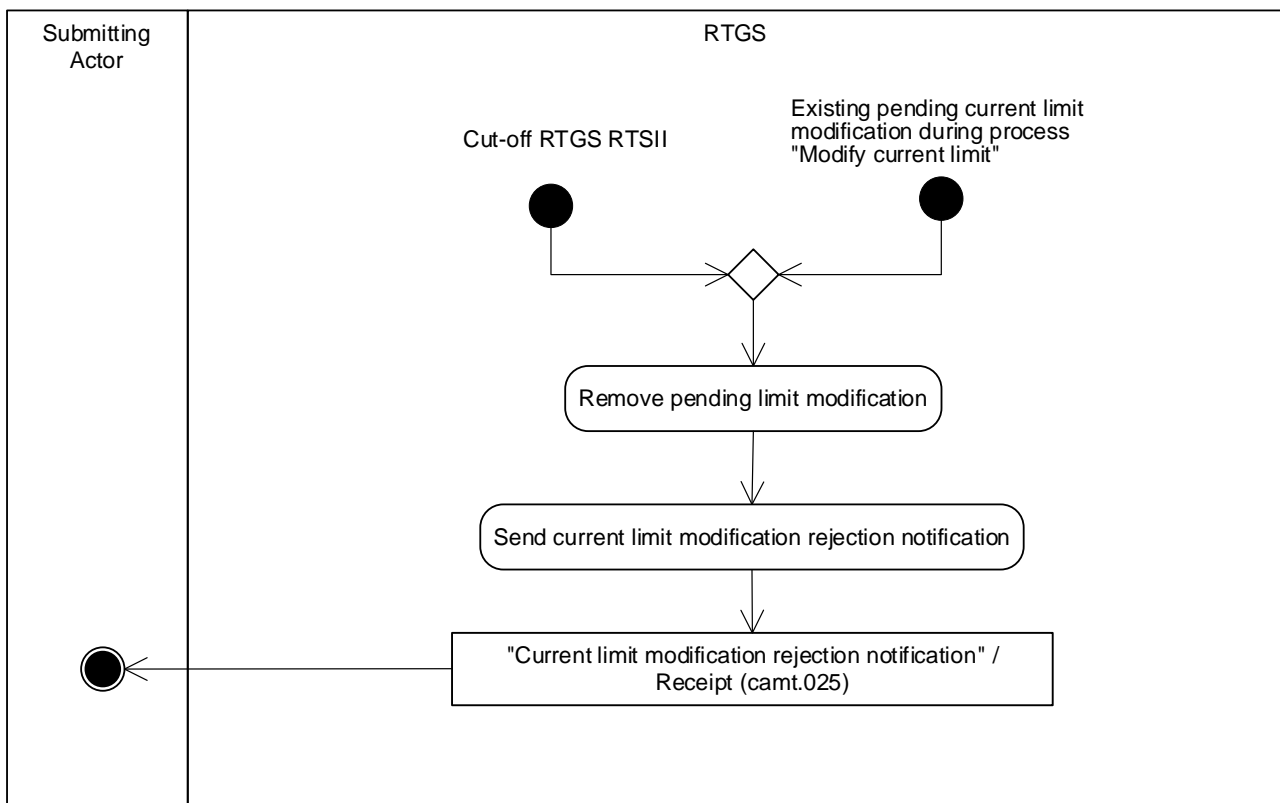 Submitting
Actor
RTGS
Existing pending current limit
modification during process
"Modify current limit"
Cut-off RTGS RTSII
Remove pending limit modification
Send current limit modification rejection notification
"Current limit modification rejection notification" /
Receipt (camt.025)